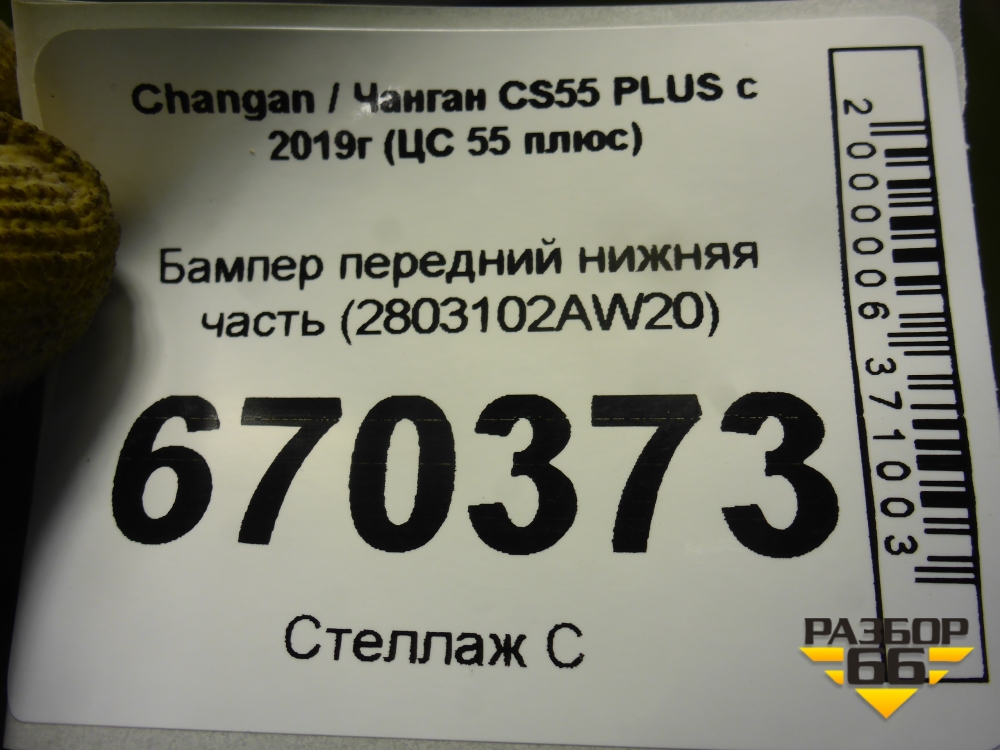 Changan / Чанган CS55 PLUS с
2019г (ЦС 55 плюс)
Бампер передний нижняя
часть (2803102AW20)
670373
Стеллаж С
2000006371003
РАЗБОР
66